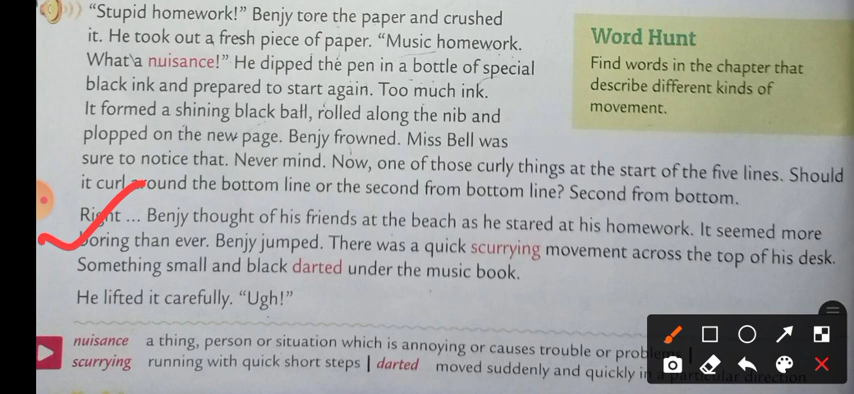 “Stupid homework!” Benjy tore the paper and crushed
it. He took out a fresh piece of paper. “Music homework.
What a nuisance!” He dipped the pen in a bottle of special
black ink and prepared to start again. Too much ink.
It formed a shining black ball, rolled along the nib and
plopped on the new page. Benjy frowned. Miss Bell was
sure to notice that. Never mind. Now, one of those curly things at the start of the five lines. Should
it curl around the bottom line or the second from bottom line? Second from bottom.
Right ... Benjy thought of his friends at the beach as he stared at his homework. It seemed more
boring than ever. Benjy jumped. There was a quick scurrying movement across the top of his desk.
Something small and black darted under the music book.
He lifted it carefully. “Ugh!”
Word Hunt
Find words in the chapter that
describe different kinds of
movement.
nuisance a thing, person or situation which is annoying or causes trouble or problems |
scurrying running with quick short steps | darted moved suddenly and quickly in a particular direction